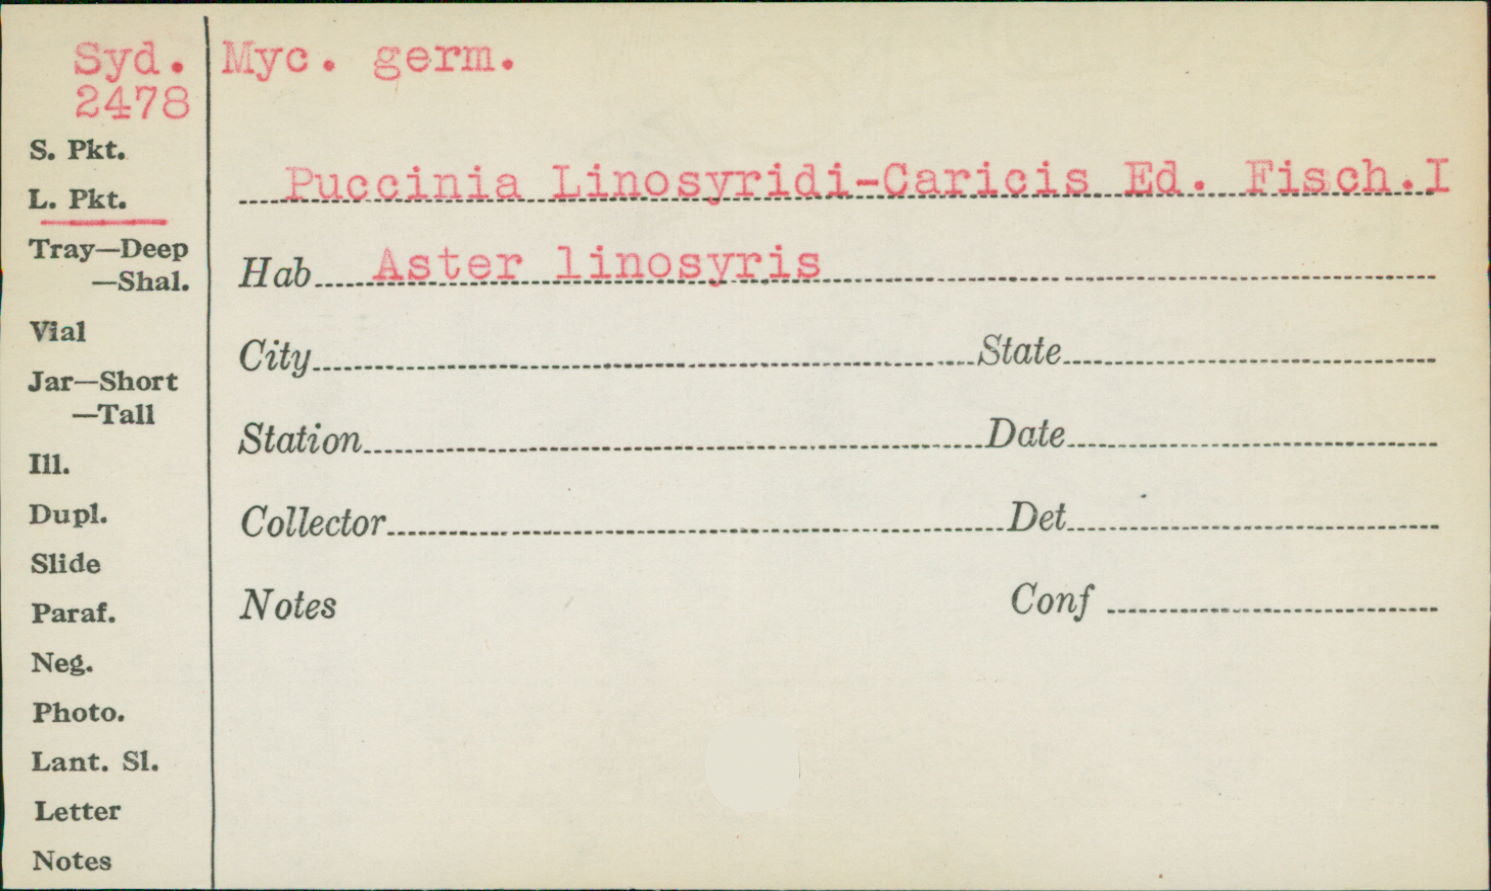 Syd. Myc. germ.
2478
S. Pkt.
L. Pkt.
Tray—Deep
—Shal.
Vial
Jar—Short
—Tall
Ill.
Dupl.
Slide
Paraf.
Neg.
Photo.
Lant. Sl.
Letter
Notes
Puccinia Linosyridi-Caricis Ed. Fisch.I
Hab Aster linosyris
City State
Station Date
Collector Det
Notes Conf